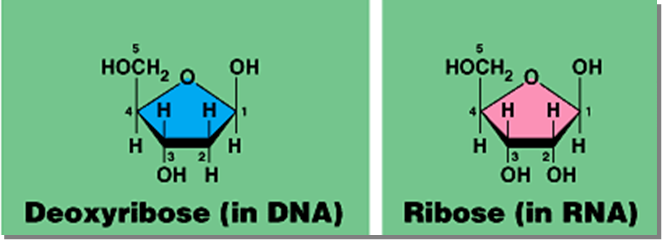 5
HOCH2 O OH
4 H H 1
H 3 2 H
OH H
Deoxyribose (in DNA)
5
HOCH2 O OH
4 H H 1
H 3 2 H
OH OH
Ribose (in RNA)